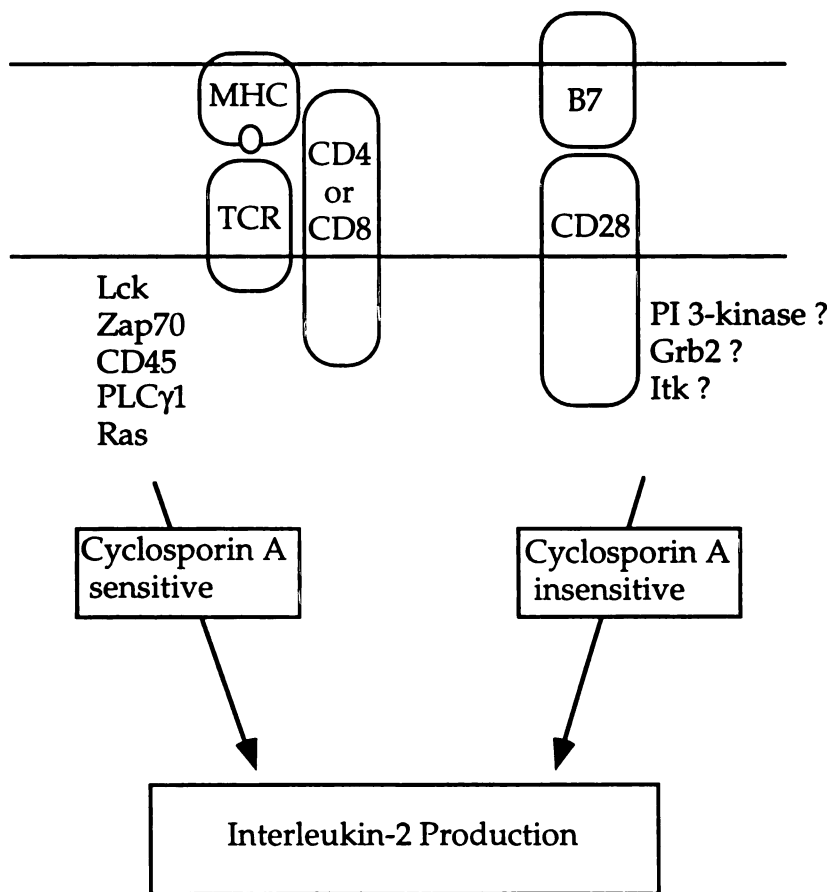 MHC
B7
CD4
or
CD8
TCR
CD28
Lck
Zap70
CD45
PLCγ1
Ras
PI 3-kinase ?
Grb2 ?
Itk ?
Cyclosporin A
sensitive
Cyclosporin A
insensitive
Interleukin-2 Production